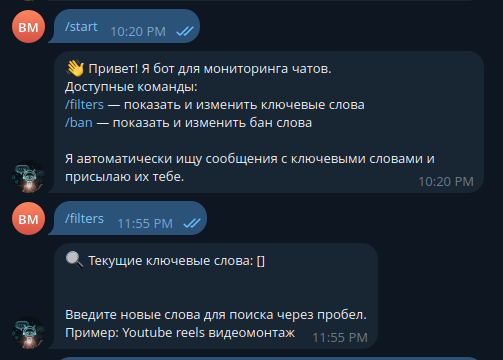 BM
/start 10:20 PM
👋 Привет! Я бот для мониторинга чатов.
Доступные команды:
/filters — показать и изменить ключевые слова
/ban — показать и изменить бан слова
Я автоматически ищу сообщения с ключевыми словами и
присылаю их тебе. 10:20 PM
BM
/filters 11:55 PM
🔍 Текущие ключевые слова: []
Введите новые слова для поиска через пробел.
Пример: Youtube reels видеомонтаж 11:55 PM